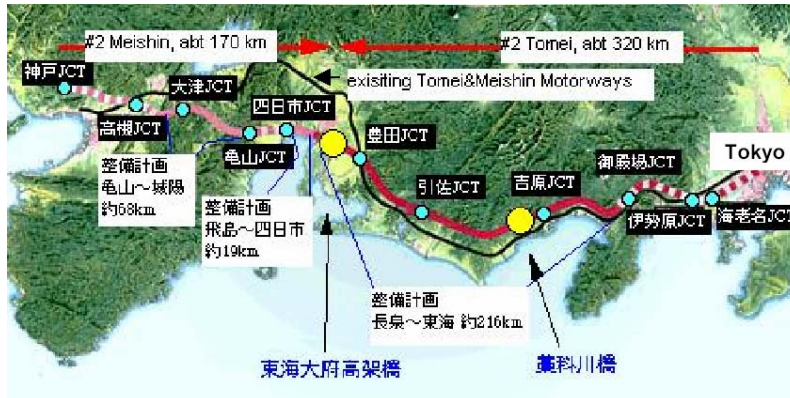 #2 Meishin, abt 170 km
#2 Tomei, abt 320 km
exisiting Tomei&Meishin Motorways
神戸JCT
大津JCT
高槻JCT
四日市JCT
亀山JCT
豊田JCT
引佐JCT
吉原JCT
御殿場JCT
Tokyo
伊勢原JCT
海老名JCT
整備計画
亀山～城陽
約68km
整備計画
飛島～四日市
約19km
整備計画
長泉～東海 約216km
東海大府高架橋
藁科川橋